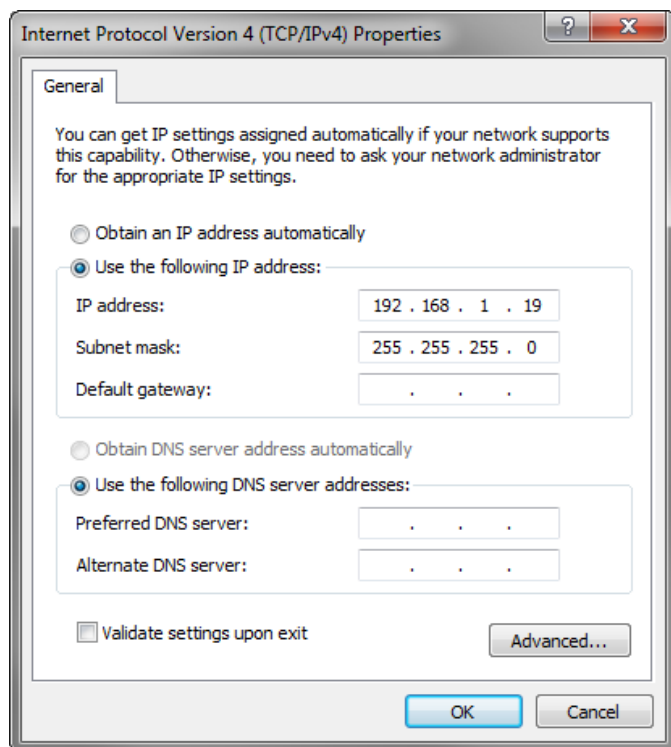 Internet Protocol Version 4 (TCP/IPv4) Properties
?
X
General
You can get IP settings assigned automatically if your network supports
this capability. Otherwise, you need to ask your network administrator
for the appropriate IP settings.
Obtain an IP address automatically
Use the following IP address:
IP address: 192 . 168 . 1 . 19
Subnet mask: 255 . 255 . 255 . 0
Default gateway: . . .
Obtain DNS server address automatically
Use the following DNS server addresses:
Preferred DNS server: . . .
Alternate DNS server: . . .
Validate settings upon exit
Advanced...
OK Cancel